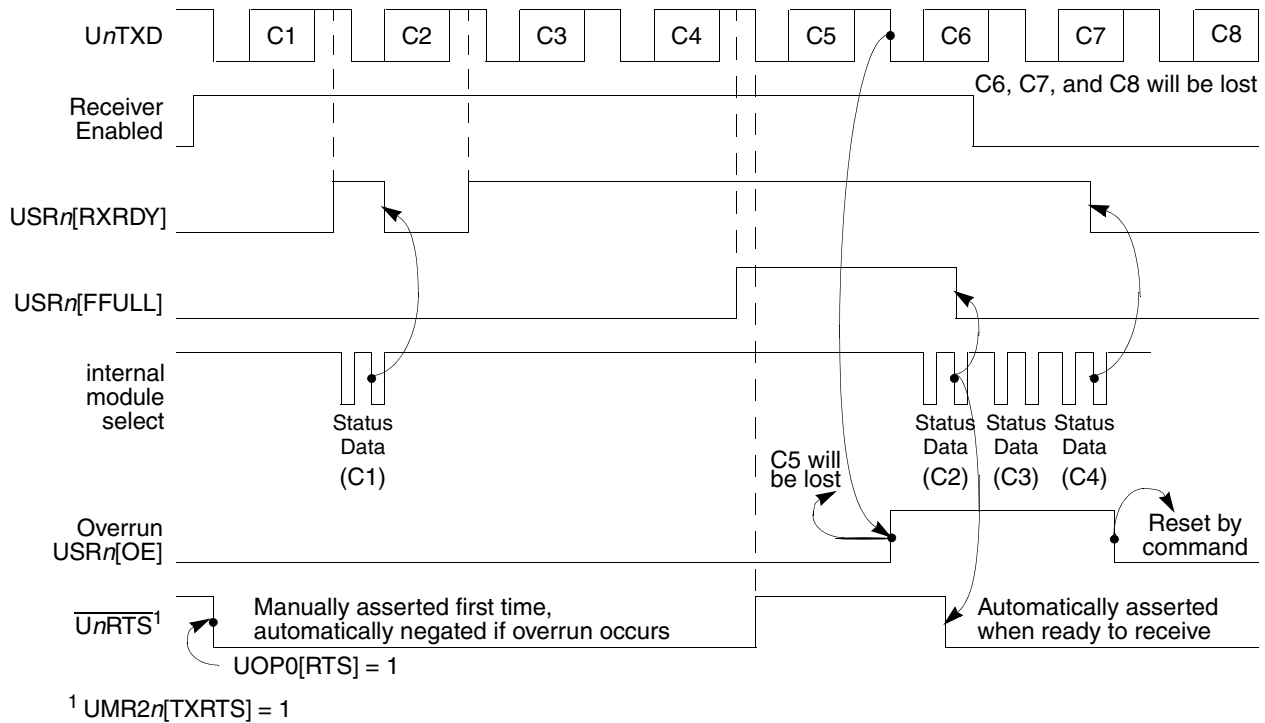 UnTXD
C1
C2
C3
C4
C5
C6
C7
C8
C6, C7, and C8 will be lost
Receiver
Enabled
USRn[RXRDY]
USRn[FFULL]
internal
module
select
Status
Data
(C1)
Status
Data
(C2)
Status
Data
(C3)
Status
Data
(C4)
C5 will
be lost
Overrun
USRn[OE]
Reset by
command
UnRTS1
Manually asserted first time,
automatically negated if overrun occurs
Automatically asserted
when ready to receive
UOP0[RTS] = 1
1 UMR2n[TXRTS] = 1